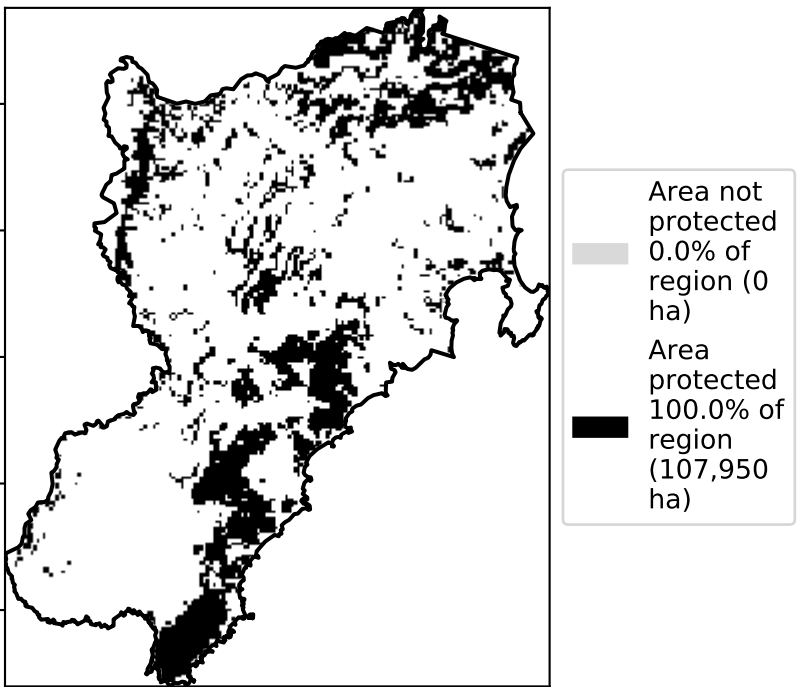 Area not
protected
0.0% of
region (0
ha)
Area
protected
100.0% of
region
(107,950
ha)